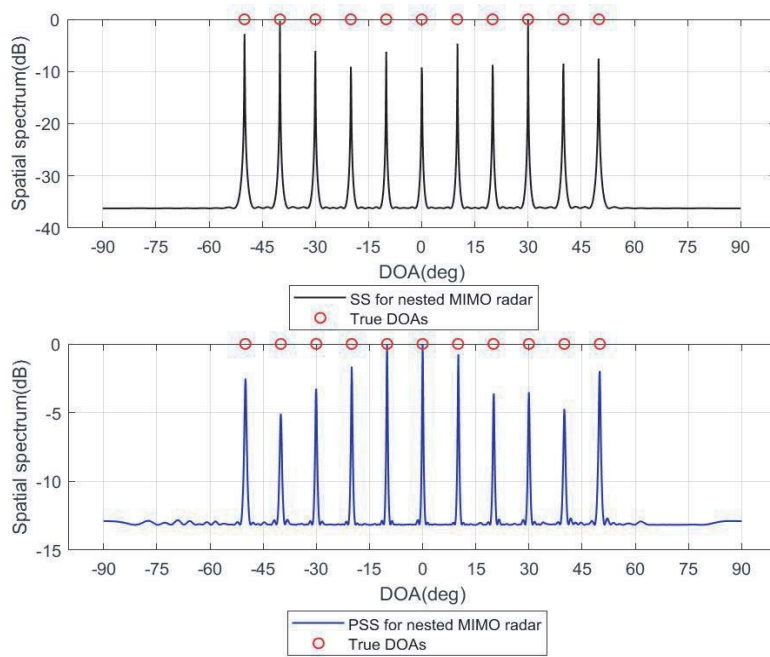 0
-10
-20
-30
-40
Spatial spectrum(dB)
-90 -75 -60 -45 -30 -15 0 15 30 45 60 75 90
DOA(deg)
SS for nested MIMO radar
True DOAs
0
-5
-10
-15
Spatial spectrum(dB)
-90 -75 -60 -45 -30 -15 0 15 30 45 60 75 90
DOA(deg)
PSS for nested MIMO radar
True DOAs